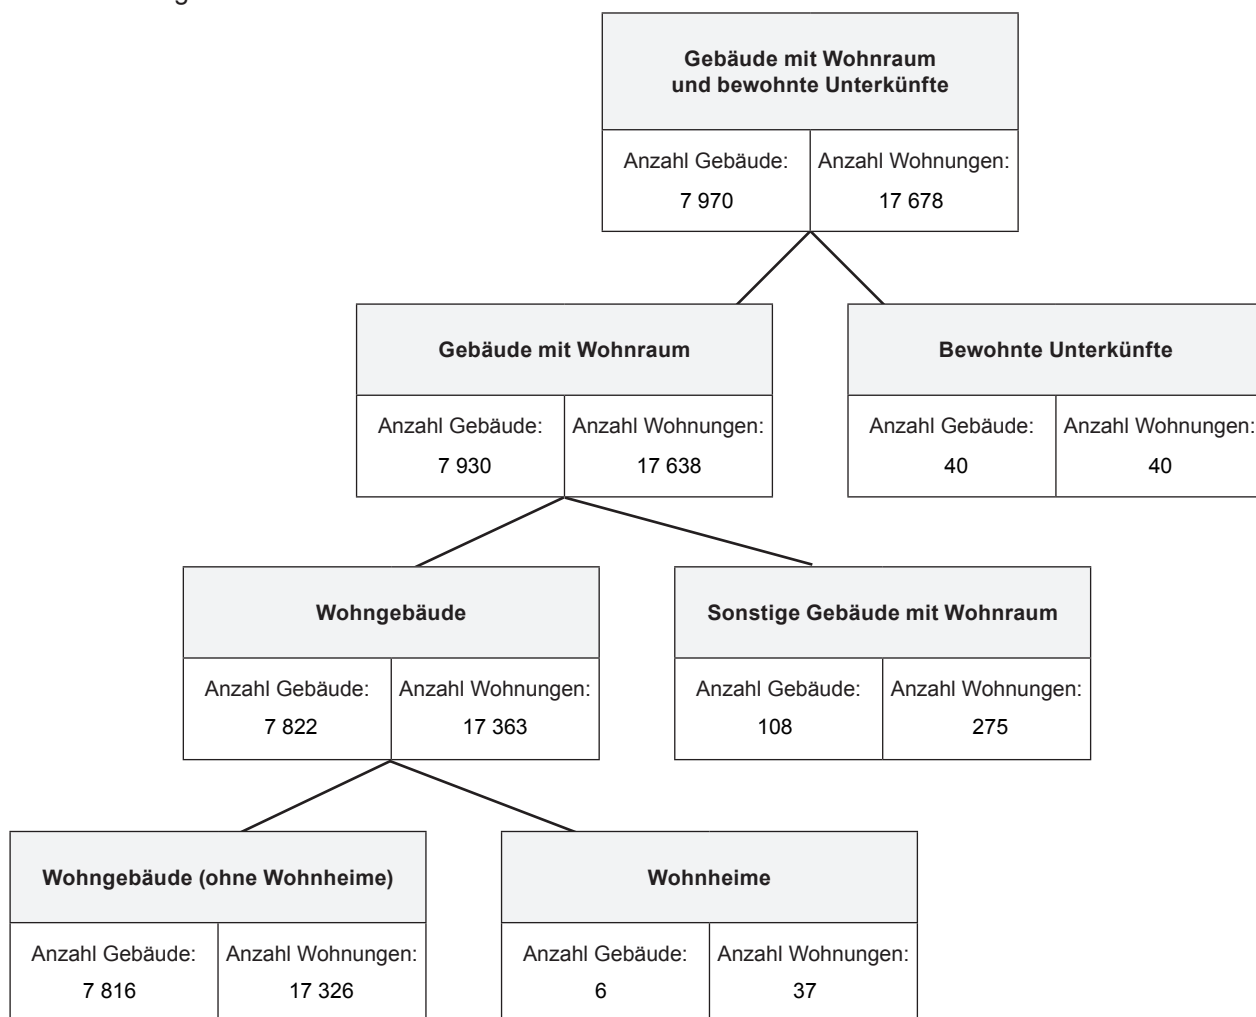 Gebäude mit Wohnraum
und bewohnte Unterkünfte
Anzahl Gebäude:
7 970
Anzahl Wohnungen:
17 678
Gebäude mit Wohnraum
Anzahl Gebäude:
7 930
Anzahl Wohnungen:
17 638
Bewohnte Unterkünfte
Anzahl Gebäude:
40
Anzahl Wohnungen:
40
Wohngebäude
Anzahl Gebäude:
7 822
Anzahl Wohnungen:
17 363
Sonstige Gebäude mit Wohnraum
Anzahl Gebäude:
108
Anzahl Wohnungen:
275
Wohngebäude (ohne Wohnheime)
Anzahl Gebäude:
7 816
Anzahl Wohnungen:
17 326
Wohnheime
Anzahl Gebäude:
6
Anzahl Wohnungen:
37